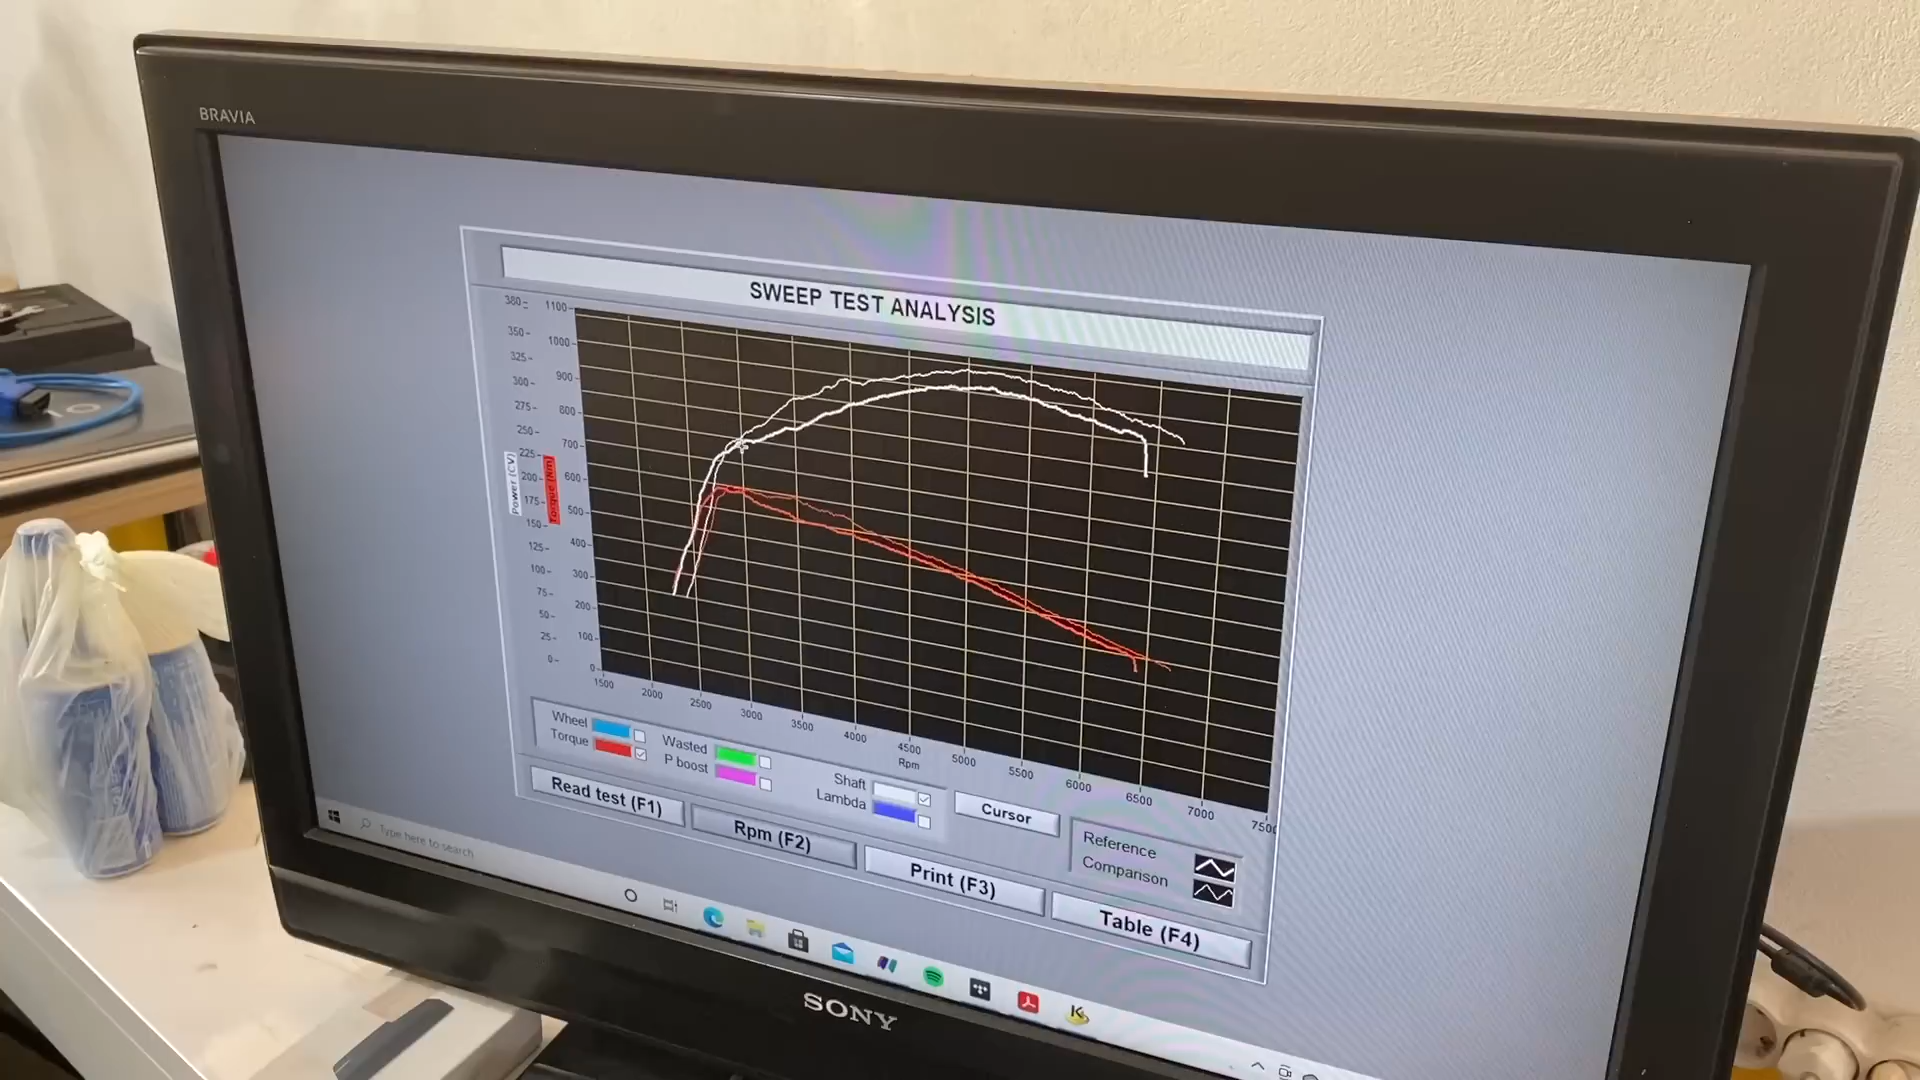 BRAVIA
SWEEP TEST ANALYSIS
380
350
325
300
275
250
225
200
175
150
125
100
75
50
25
0
Power (CV)
1100
1000
900
800
700
600
500
400
300
200
100
0
Torque (Nm)
1500 2000 2500 3000 3500 4000 4500 5000 5500 6000 6500 7000 7500
Rpm
Wheel
Torque
Wasted
P boost
Shaft
Lambda
Cursor
Reference
Comparison
Read test (F1)
Rpm (F2)
Print (F3)
Table (F4)
Type here to search
SONY